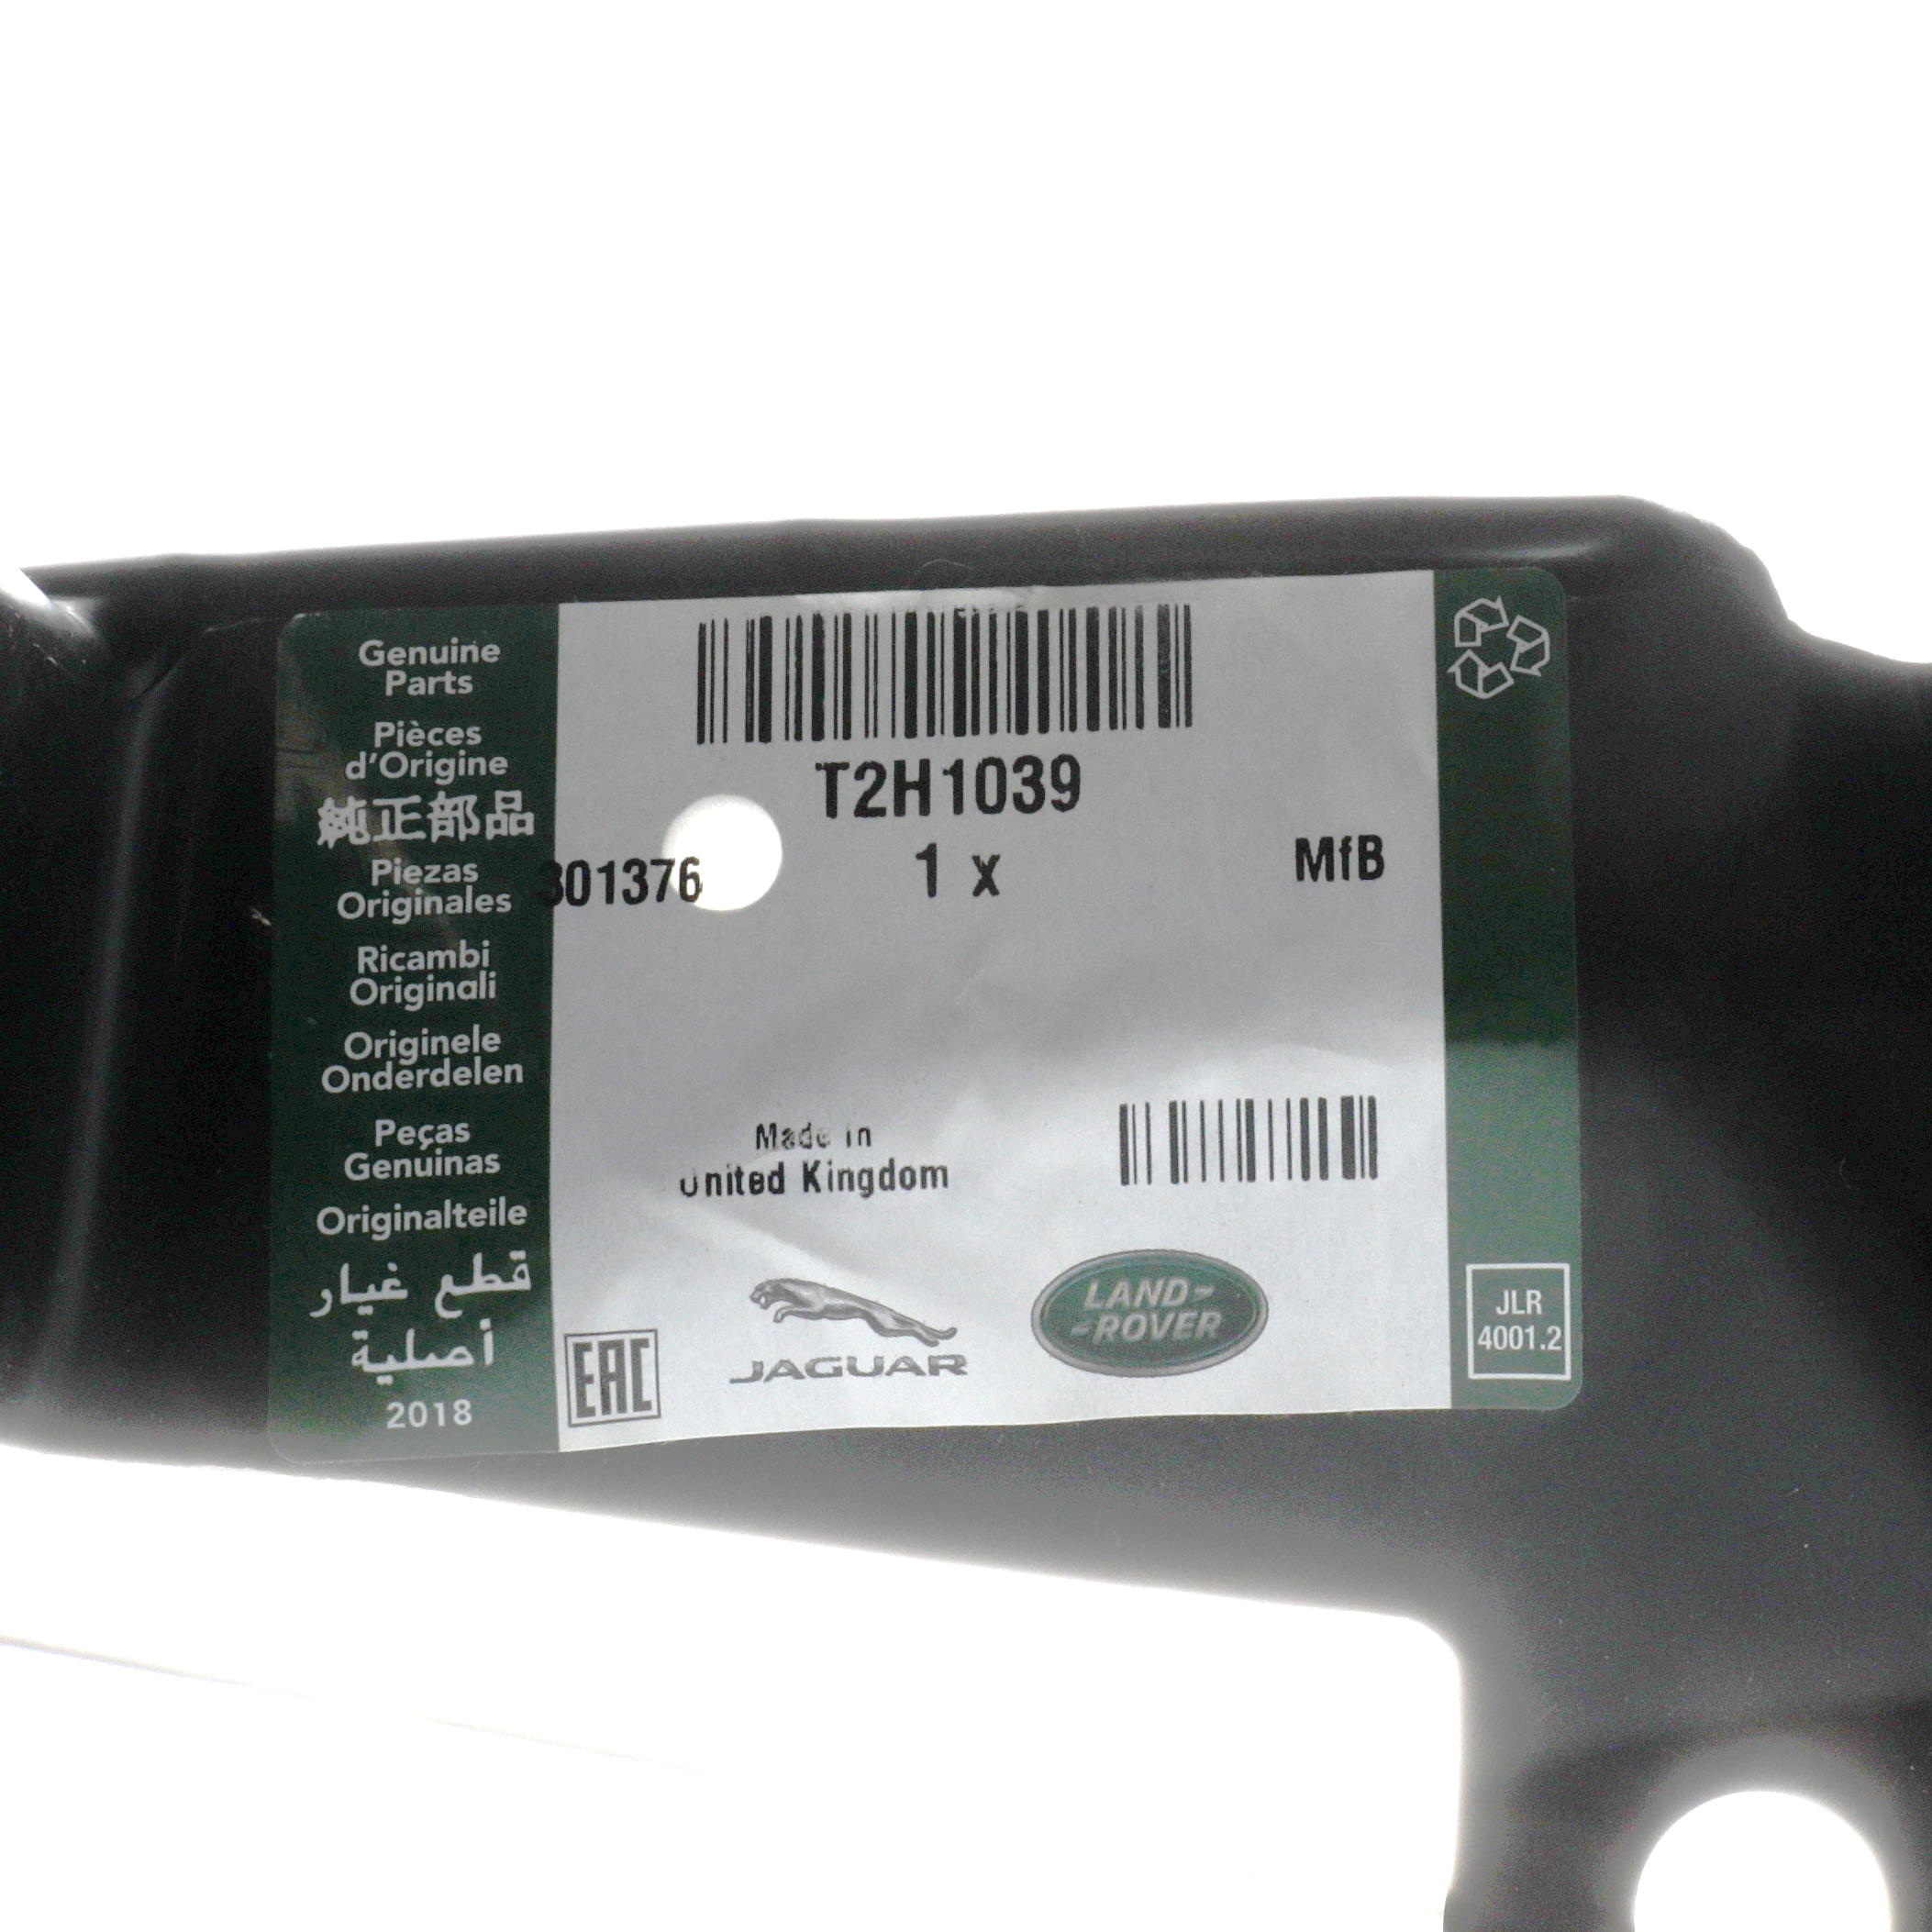 Genuine
Parts
Pièces
d'Origine
純正部品
Piezas
Originales
Ricambi
Originali
Originele
Onderdelen
Peças
Genuinas
Originalteile
قطع غيار
أصلية
2018
T2H1039
301376
1 x
MfB
Made in
United Kingdom
EAC
JAGUAR
LAND-
-ROVER
JLR
4001.2